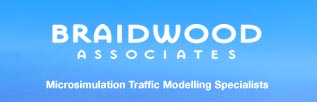 BRAIDWOOD
ASSOCIATES
Microsimulation Traffic Modelling Specialists